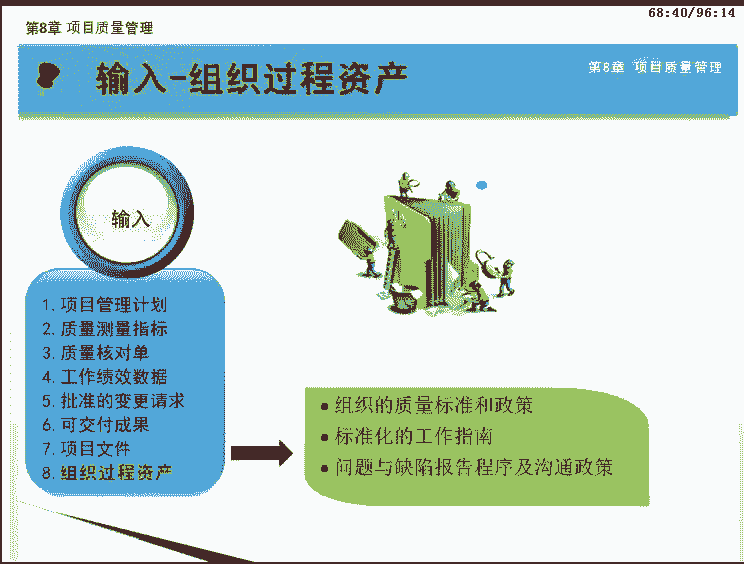 68:40/96:14
第8章 项目质量管理
输入-组织过程资产
第8章 项目质量管理
输入
1. 项目管理计划
2. 质量测量指标
3. 质量核对单
4. 工作绩效数据
5. 批准的变更请求
6. 可交付成果
7. 项目文件
8. 组织过程资产
● 组织的质量标准和政策
● 标准化的工作指南
● 问题与缺陷报告程序及沟通政策